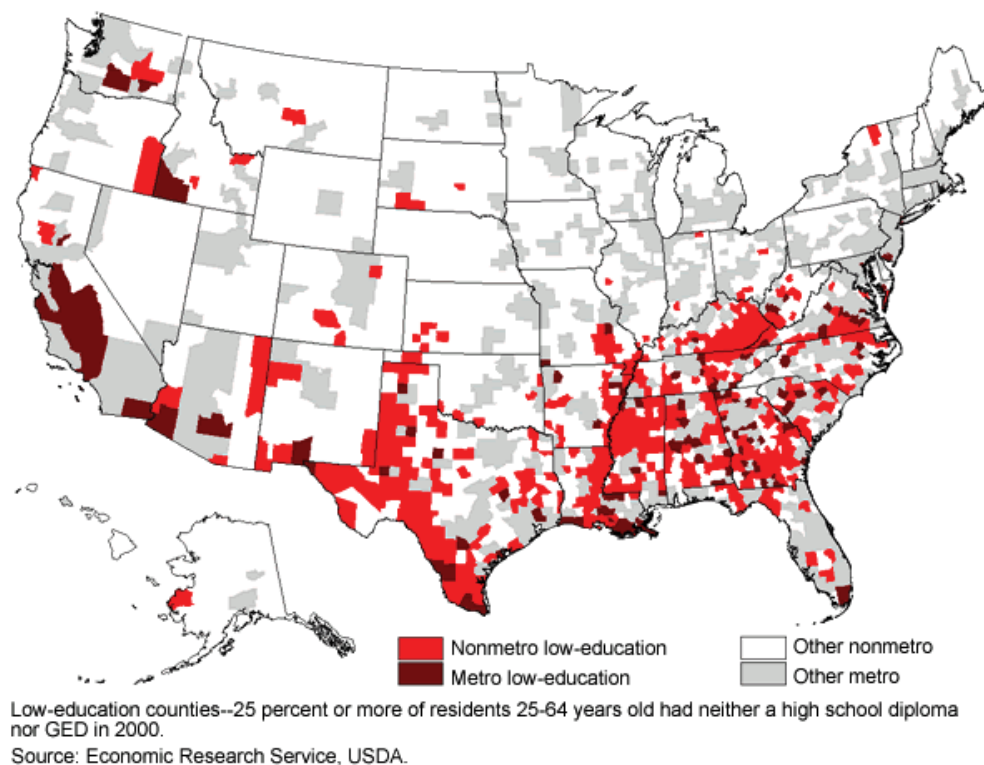 Nonmetro low-education
Other nonmetro
Metro low-education
Other metro
Low-education counties--25 percent or more of residents 25-64 years old had neither a high school diploma
nor GED in 2000.
Source: Economic Research Service, USDA.